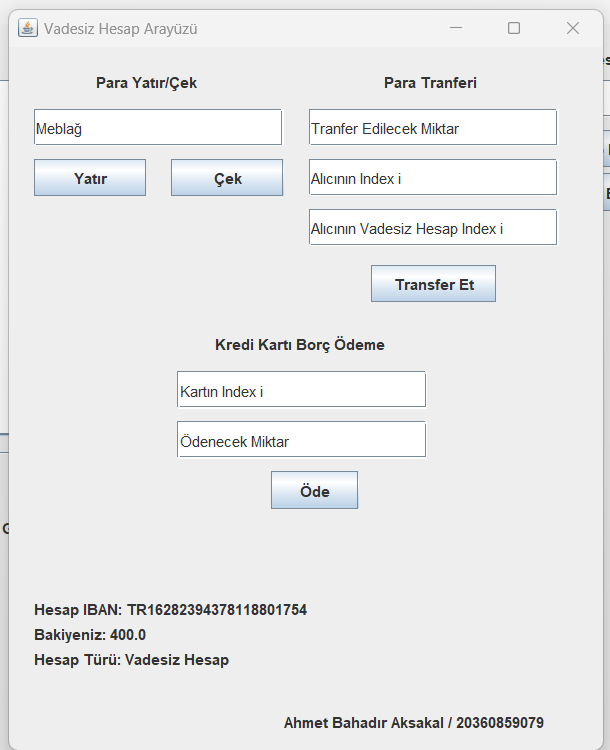 Vadesiz Hesap Arayüzü
Para Yatır/Çek
Meblağ
Yatır
Çek
Para Tranferi
Tranfer Edilecek Miktar
Alıcının Index i
Alıcının Vadesiz Hesap Index i
Transfer Et
Kredi Kartı Borç Ödeme
Kartın Index i
Ödenecek Miktar
Öde
Hesap IBAN: TR16282394378118801754
Bakiyeniz: 400.0
Hesap Türü: Vadesiz Hesap
Ahmet Bahadır Aksakal / 20360859079